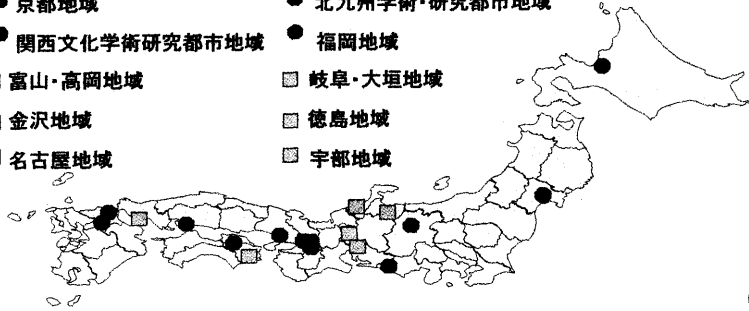 京都地域
北九州学術・研究都市地域
関西文化学術研究都市地域
福岡地域
富山・高岡地域
岐阜・大垣地域
金沢地域
徳島地域
名古屋地域
宇部地域